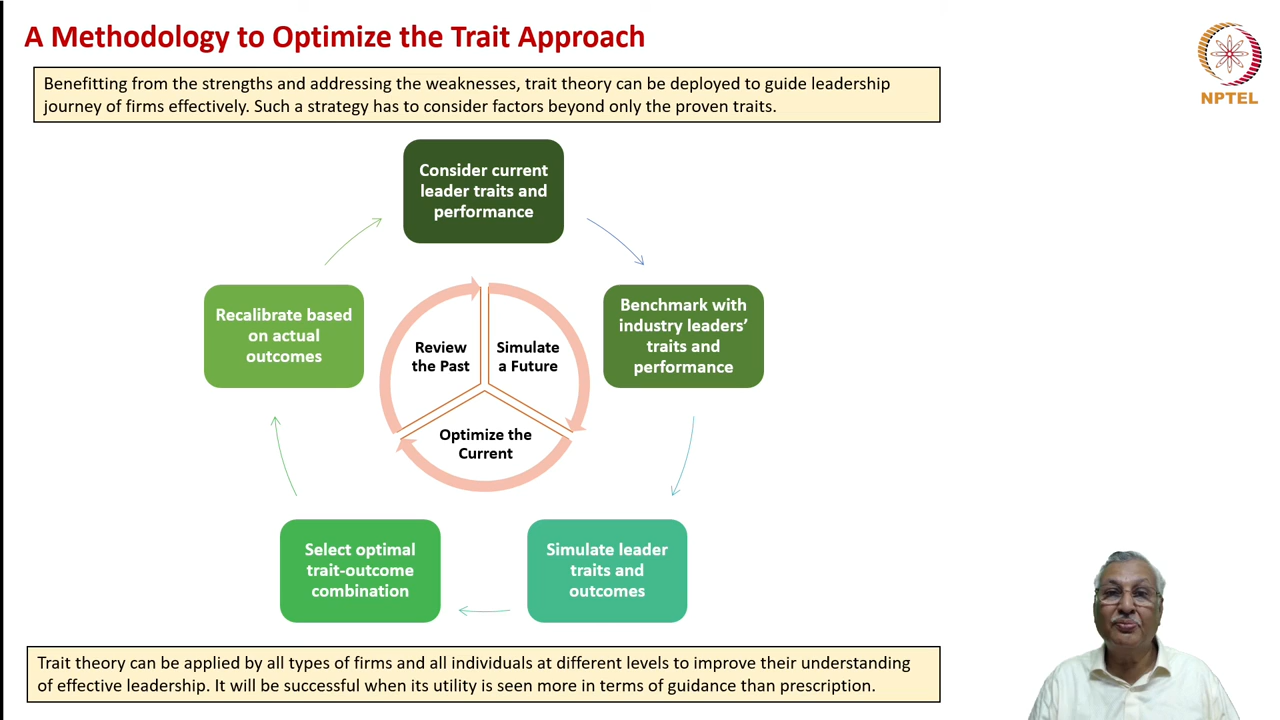 A Methodology to Optimize the Trait Approach
NPTEL
Benefitting from the strengths and addressing the weaknesses, trait theory can be deployed to guide leadership
journey of firms effectively. Such a strategy has to consider factors beyond only the proven traits.
Consider current
leader traits and
performance
Benchmark with
industry leaders’
traits and
performance
Simulate leader
traits and
outcomes
Select optimal
trait-outcome
combination
Recalibrate based
on actual
outcomes
Review
the Past
Simulate
a Future
Optimize the
Current
Trait theory can be applied by all types of firms and all individuals at different levels to improve their understanding
of effective leadership. It will be successful when its utility is seen more in terms of guidance than prescription.